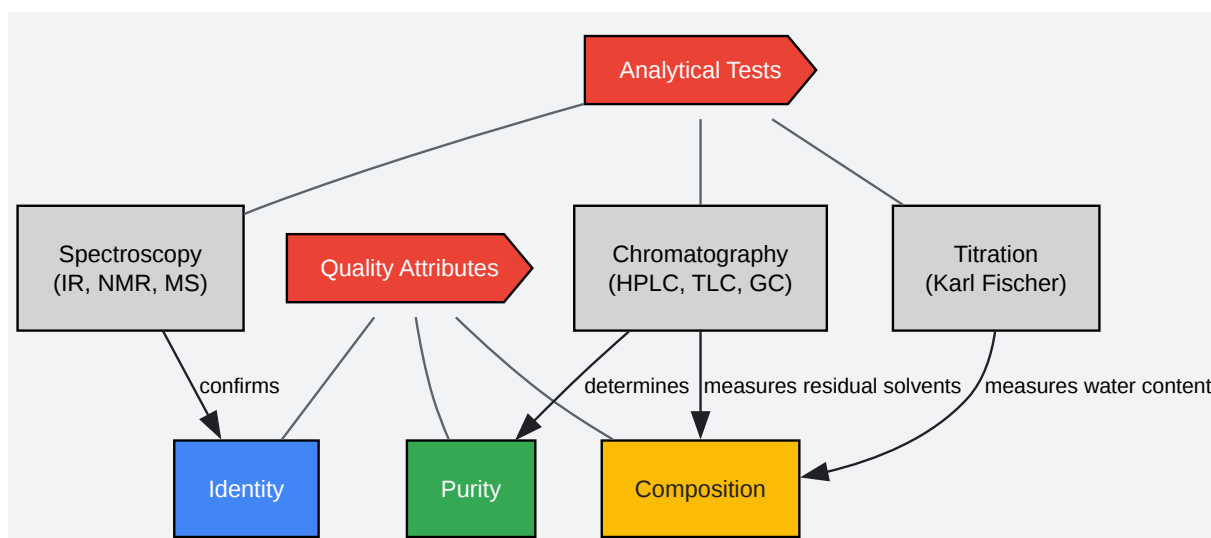 Analytical Tests
Spectroscopy
(IR, NMR, MS)
Quality Attributes
Chromatography
(HPLC, TLC, GC)
Titration
(Karl Fischer)
confirms
determines
measures residual solvents
measures water content
Identity
Purity
Composition